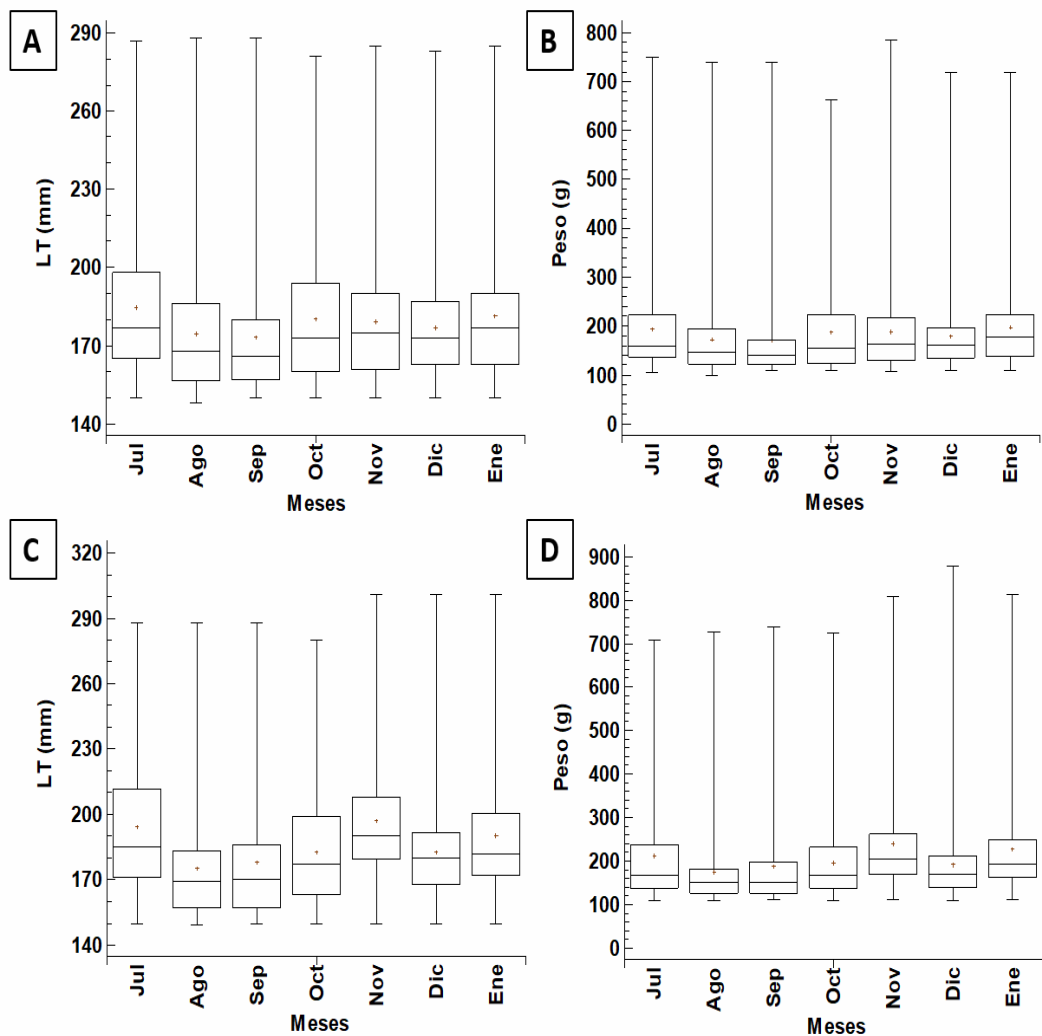 A
LT (mm)
290
260
230
200
170
140
Jul
Ago
Sep
Oct
Nov
Dic
Ene
Meses
B
Peso (g)
800
700
600
500
400
300
200
100
0
Jul
Ago
Sep
Oct
Nov
Dic
Ene
Meses
C
LT (mm)
320
290
260
230
200
170
140
Jul
Ago
Sep
Oct
Nov
Dic
Ene
Meses
D
Peso (g)
900
800
700
600
500
400
300
200
100
0
Jul
Ago
Sep
Oct
Nov
Dic
Ene
Meses